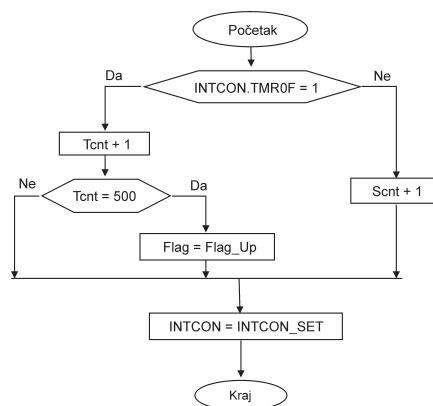 Početak
Da
INTCON.TMR0F = 1
Ne
Tcnt + 1
Ne
Tcnt = 500
Da
Scnt + 1
Flag = Flag_Up
INTCON = INTCON_SET
Kraj